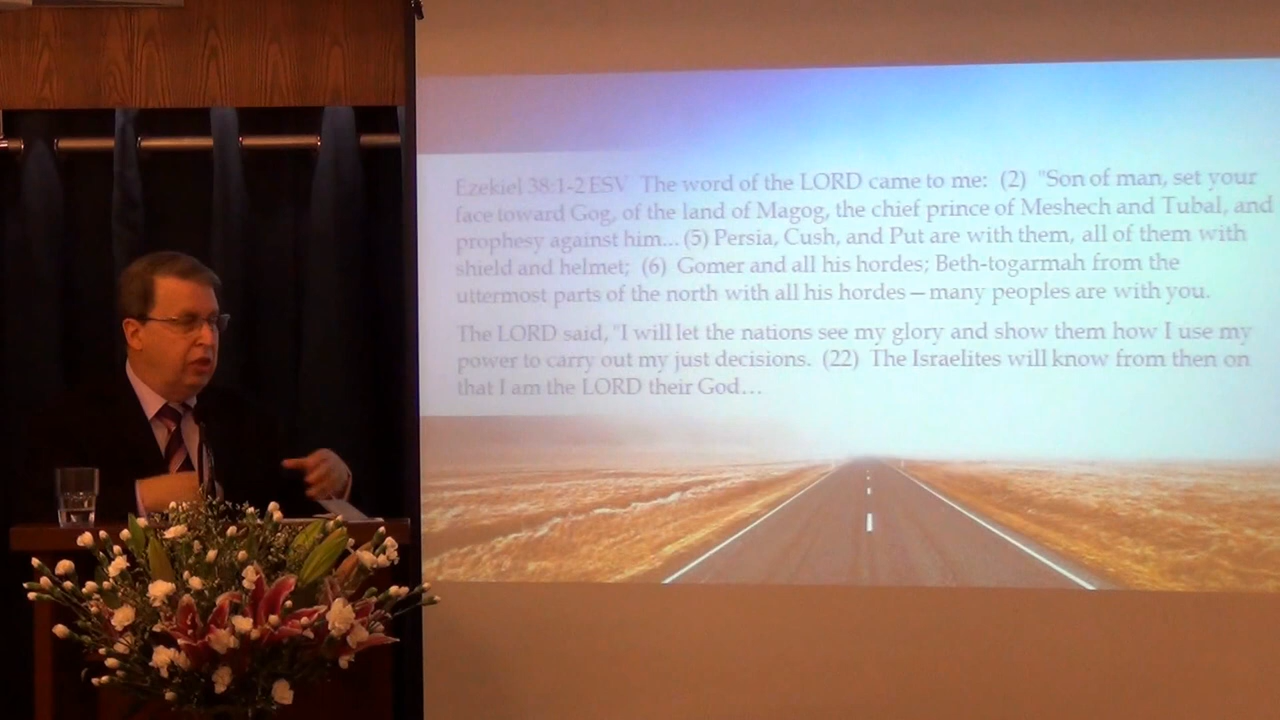 Ezekiel 38:1-2 ESV The word of the LORD came to me: (2) "Son of man, set your
face toward Gog, of the land of Magog, the chief prince of Meshech and Tubal, and
prophesy against him... (5) Persia, Cush, and Put are with them, all of them with
shield and helmet; (6) Gomer and all his hordes; Beth-togarmah from the
uttermost parts of the north with all his hordes—many peoples are with you.
The LORD said, "I will let the nations see my glory and show them how I use my
power to carry out my just decisions. (22) The Israelites will know from then on
that I am the LORD their God…